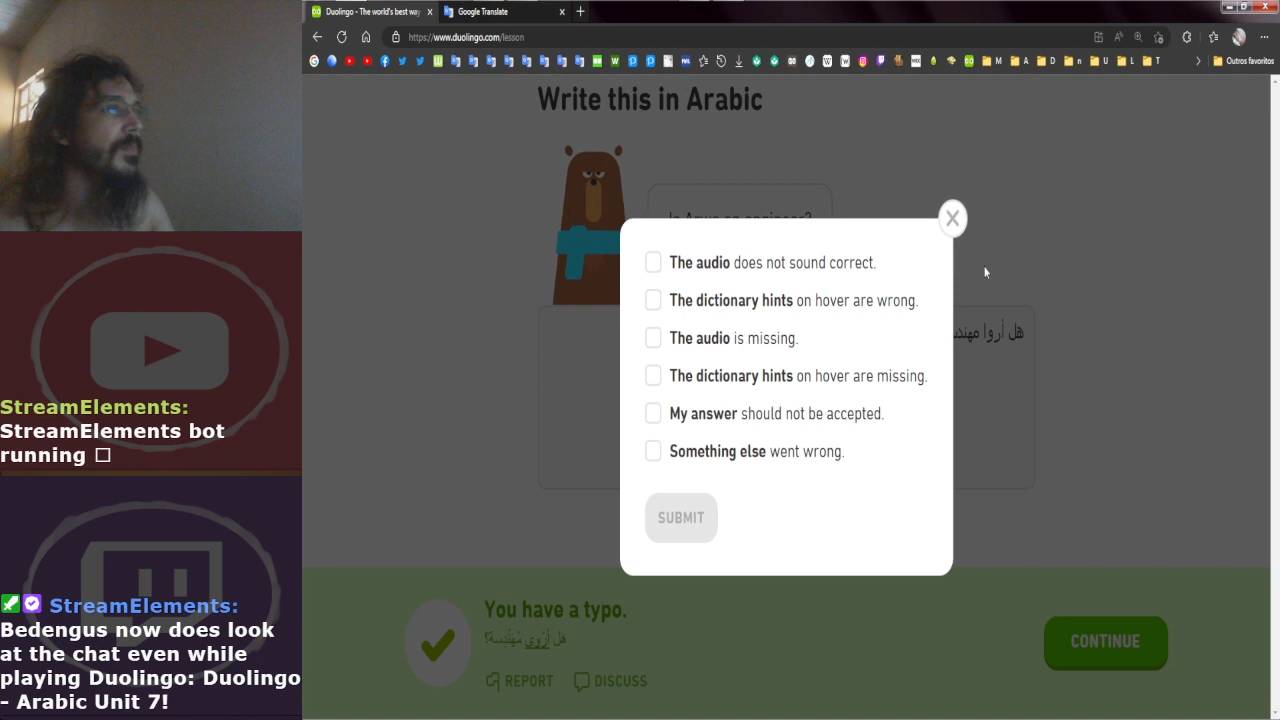 Duolingo - The world's best way
Google Translate
https://www.duolingo.com/lesson
M
A
D
n
U
L
T
Outros favoritos
Write this in Arabic
هل أروا
The audio does not sound correct.
The dictionary hints on hover are wrong.
The audio is missing.
The dictionary hints on hover are missing.
My answer should not be accepted.
Something else went wrong.
SUBMIT
You have a typo.
هل أَرْوى مُهَنْدِسة؟
REPORT
DISCUSS
CONTINUE
StreamElements:
StreamElements bot
running
StreamElements:
Bedengus now does look
at the chat even while
playing Duolingo: Duolingo
- Arabic Unit 7!